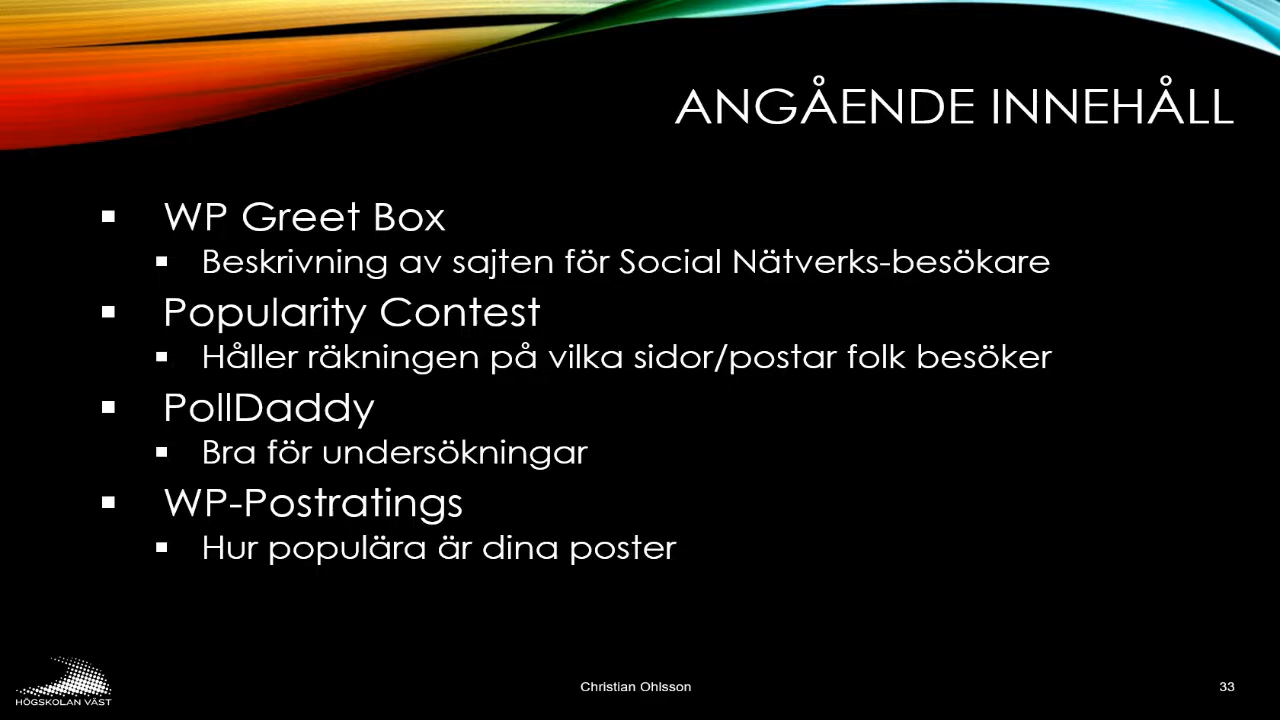 ANGÅENDE INNEHÅLL
▪ WP Greet Box
▪ Beskrivning av sajten för Social Nätverks-besökare
▪ Popularity Contest
▪ Håller räkningen på vilka sidor/postar folk besöker
▪ PollDaddy
▪ Bra för undersökningar
▪ WP-Postratings
▪ Hur populära är dina poster
HÖGSKOLAN VÄST
Christian Ohlsson
33